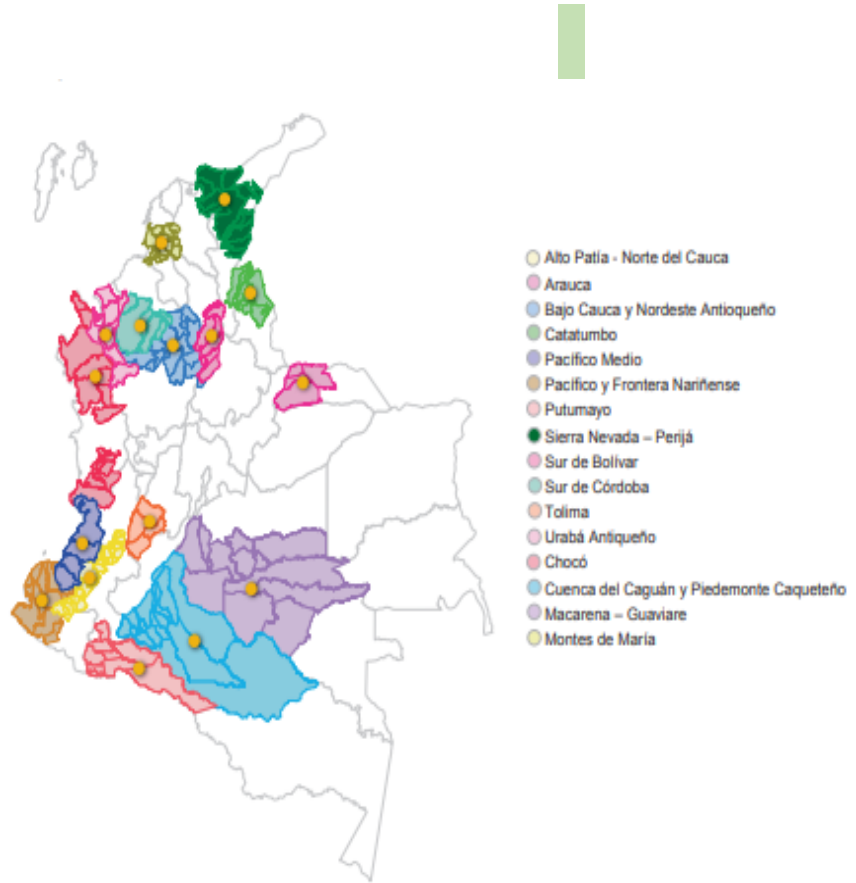 Alto Patía - Norte del Cauca
Arauca
Bajo Cauca y Nordeste Antioqueño
Catatumbo
Pacífico Medio
Pacífico y Frontera Nariñense
Putumayo
Sierra Nevada – Perijá
Sur de Bolívar
Sur de Córdoba
Tolima
Urabá Antiqueño
Chocó
Cuenca del Caguán y Piedemonte Caqueteño
Macarena – Guaviare
Montes de María